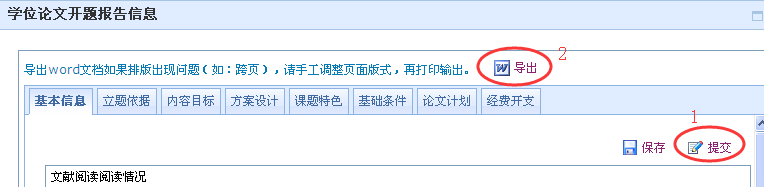 学位论文开题报告信息
导出word文档如果排版出现问题（如：跨页），请手工调整页面版式，再打印输出。 导出 2
基本信息 立题依据 内容目标 方案设计 课题特色 基础条件 论文计划 经费开支
1
保存 提交
文献阅读阅读情况